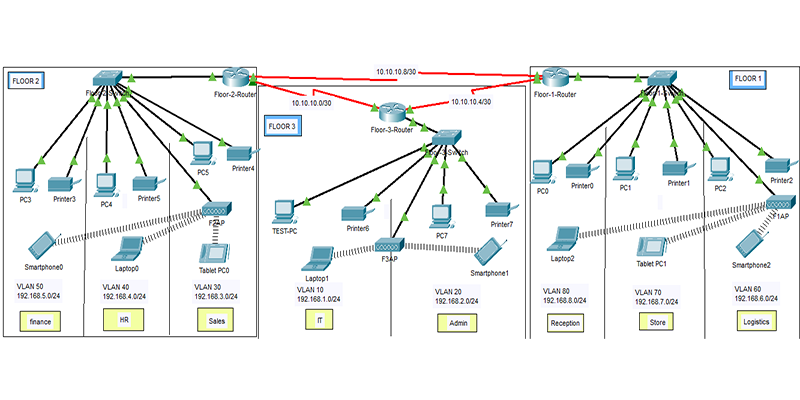 10.10.10.8/30
FLOOR 2
Floor-2-Router
Floor-1-Router
FLOOR 1
10.10.10.0/30
10.10.10.4/30
FLOOR 3
Floor-3-Router
PC5
Printer4
PC3
Printer3
PC4
Printer5
TEST-PC
Printer6
PC7
Printer7
PC0
Printer0
PC1
Printer1
PC2
Printer2
F3AP
F1AP
Smartphone0
Laptop0
Tablet PC0
Laptop1
Smartphone1
Laptop2
Tablet PC1
Smartphone2
VLAN 50
192.168.5.0/24
VLAN 40
192.168.4.0/24
VLAN 30
192.168.3.0/24
VLAN 10
192.168.1.0/24
VLAN 20
192.168.2.0/24
VLAN 80
192.168.8.0/24
VLAN 70
192.168.7.0/24
VLAN 60
192.168.6.0/24
finance
HR
Sales
IT
Admin
Reception
Store
Logistics